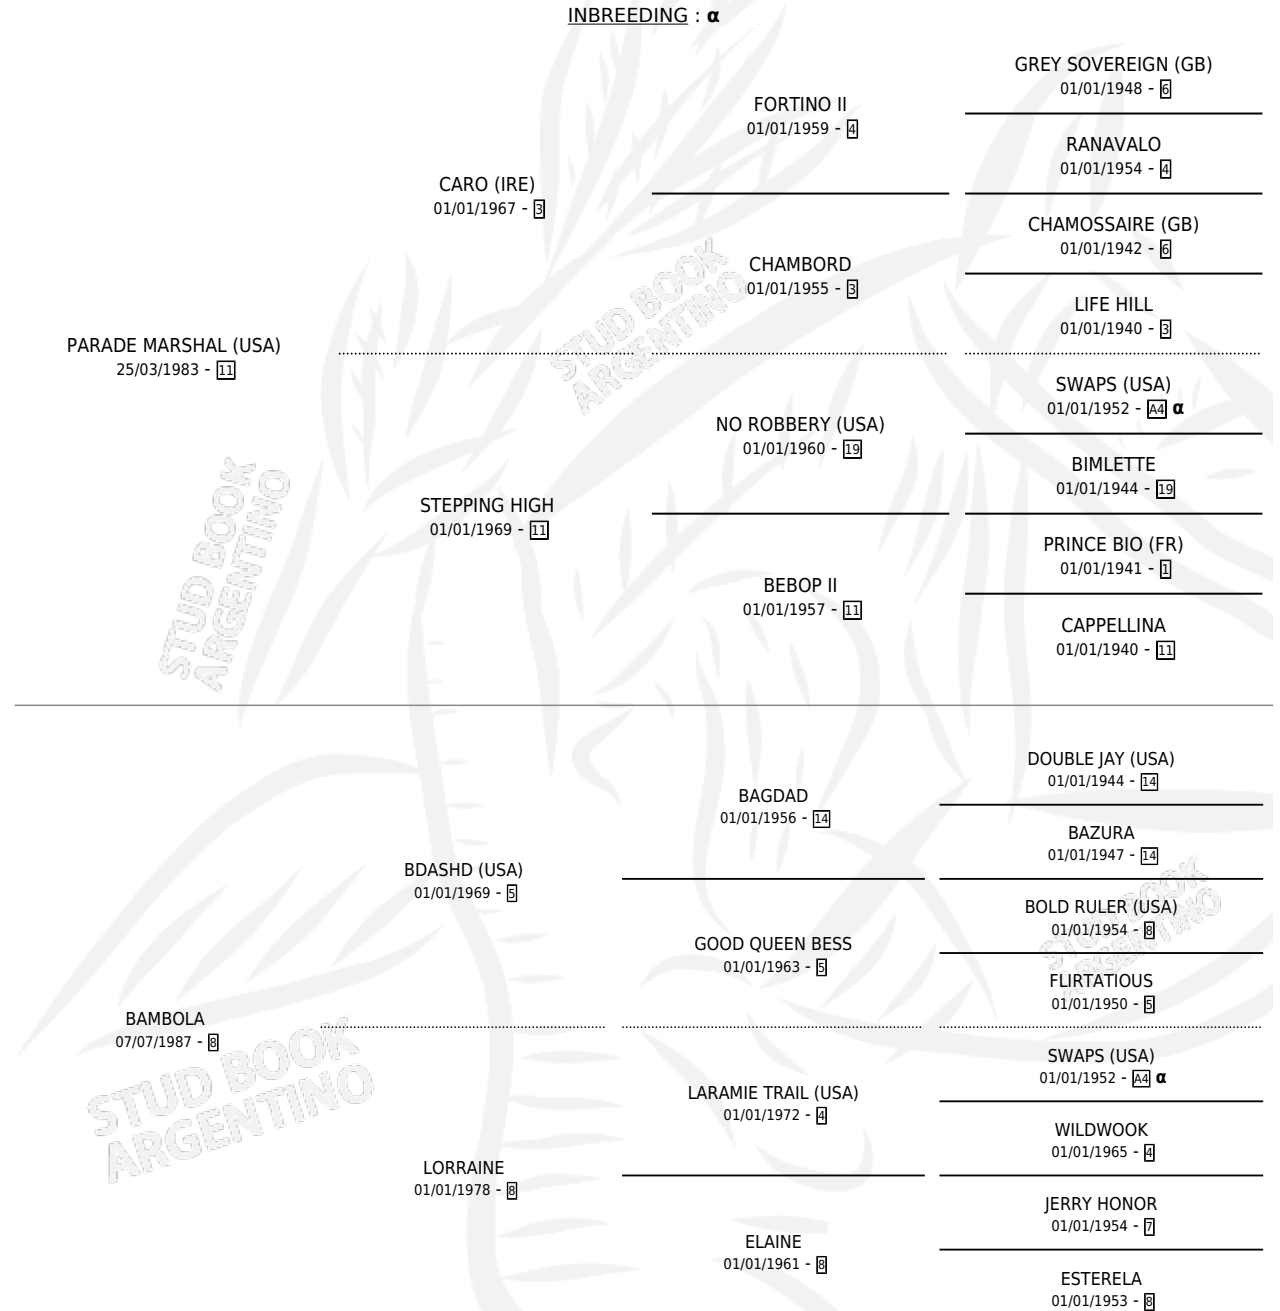 INBREEDING : α
GREY SOVEREIGN (GB)
01/01/1948 - 6
FORTINO II
01/01/1959 - 4
RANAVALO
01/01/1954 - 4
CARO (IRE)
01/01/1967 - 3
CHAMOSSAIRE (GB)
01/01/1942 - 6
CHAMBORD
01/01/1955 - 3
LIFE HILL
01/01/1940 - 3
PARADE MARSHAL (USA)
25/03/1983 - 11
SWAPS (USA)
01/01/1952 - A4 α
NO ROBBERY (USA)
01/01/1960 - 19
BIMLETTE
01/01/1944 - 19
STEPPING HIGH
01/01/1969 - 11
PRINCE BIO (FR)
01/01/1941 - 1
BEBOP II
01/01/1957 - 11
CAPPELLINA
01/01/1940 - 11
DOUBLE JAY (USA)
01/01/1944 - 14
BAGDAD
01/01/1956 - 14
BAZURA
01/01/1947 - 14
BDASHD (USA)
01/01/1969 - 5
BOLD RULER (USA)
01/01/1954 - 8
GOOD QUEEN BESS
01/01/1963 - 5
FLIRTATIOUS
01/01/1950 - 5
BAMBOLA
07/07/1987 - 8
SWAPS (USA)
01/01/1952 - A4 α
LARAMIE TRAIL (USA)
01/01/1972 - 4
WILDWOOK
01/01/1965 - 4
LORRAINE
01/01/1978 - 8
JERRY HONOR
01/01/1954 - 7
ELAINE
01/01/1961 - 8
ESTERELA
01/01/1953 - 8
STUD BOOK
ARGENTINO
STUD BOOK
ARGENTINO
STUD BOOK
ARGENTINO
STUD BOOK
ARGENTINO